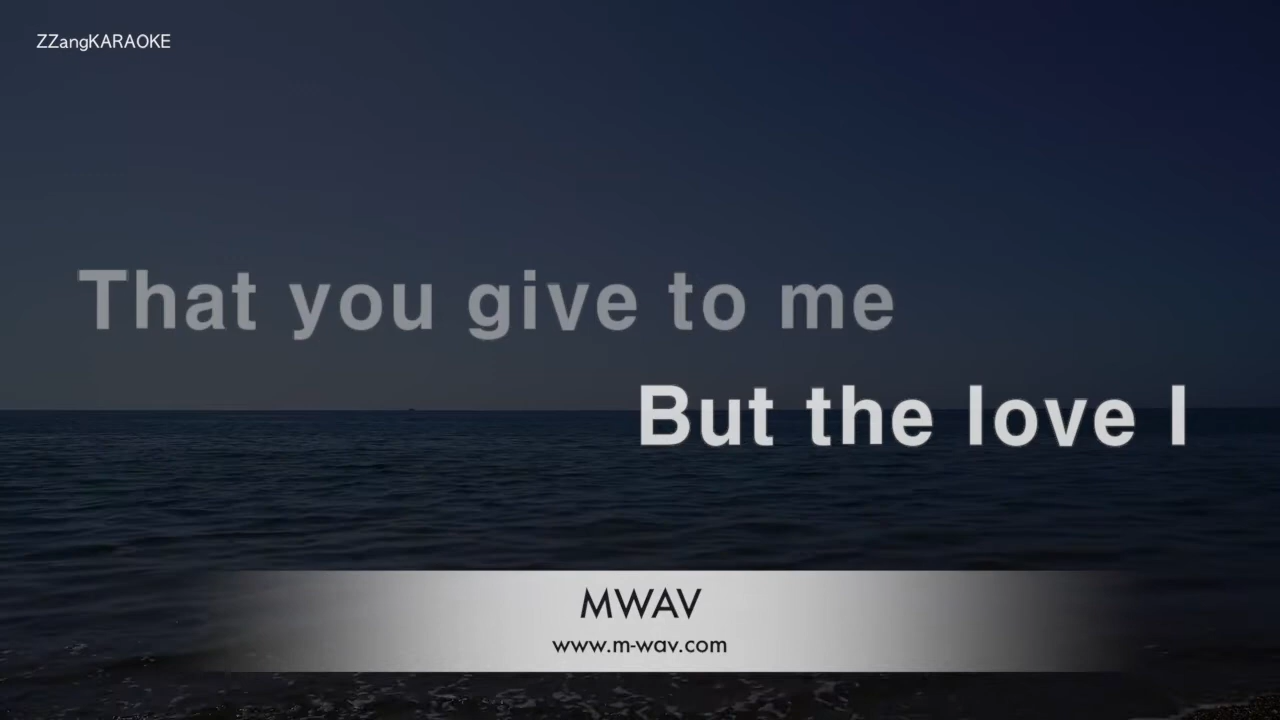 ZZangKARAOKE
That you give to me
But the love I
MWAV
www.m-wav.com